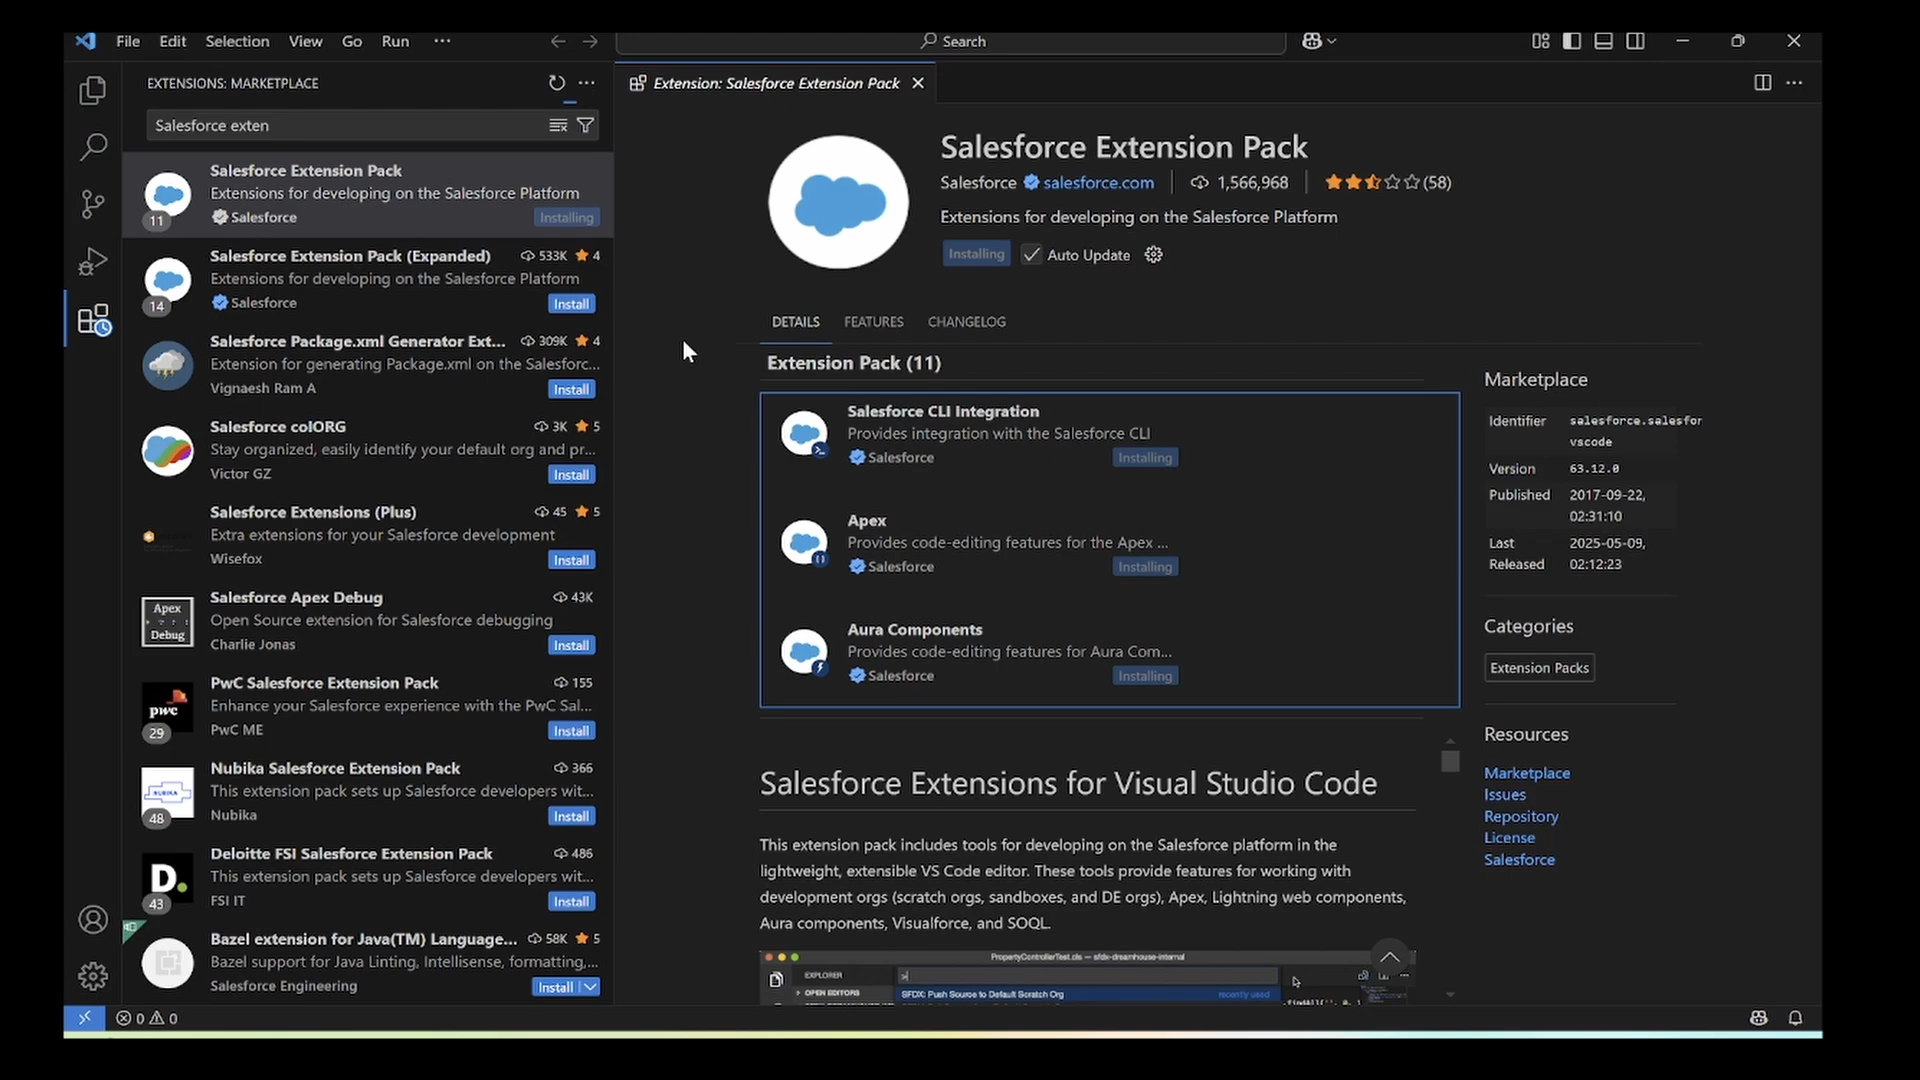 File Edit Selection View Go Run ···
Search
EXTENSIONS: MARKETPLACE
Salesforce exten
Salesforce Extension Pack
Extensions for developing on the Salesforce Platform
11
Salesforce
Installing
Salesforce Extension Pack (Expanded) 533K 4
Extensions for developing on the Salesforce Platform
14
Salesforce
Install
Salesforce Package.xml Generator Ext... 309K 4
Extension for generating Package.xml on the Salesforc...
Vignaesh Ram A
Install
Salesforce colORG 3K 5
Stay organized, easily identify your default org and pr...
Victor GZ
Install
Salesforce Extensions (Plus) 45 5
Extra extensions for your Salesforce development
Wisefox
Install
Salesforce Apex Debug 43K
Apex
Debug
Open Source extension for Salesforce debugging
Charlie Jonas
Install
PwC Salesforce Extension Pack 155
pwc
29
Enhance your Salesforce experience with the PwC Sal...
PwC ME
Install
Nubika Salesforce Extension Pack 366
NUBIKA
48
This extension pack sets up Salesforce developers wit...
Nubika
Install
Deloitte FSI Salesforce Extension Pack 486
D.
43
This extension pack sets up Salesforce developers wit...
FSI IT
Install
Bazel extension for Java(TM) Language... 58K 5
Bazel support for Java Linting, Intellisense, formatting,...
Salesforce Engineering
Install
0 0
Extension: Salesforce Extension Pack
Salesforce Extension Pack
Salesforce salesforce.com 1,566,968 (58)
Extensions for developing on the Salesforce Platform
Installing Auto Update
DETAILS FEATURES CHANGELOG
Extension Pack (11)
Salesforce CLI Integration
Provides integration with the Salesforce CLI
Salesforce
Installing
Apex
Provides code-editing features for the Apex ...
Salesforce
Installing
Aura Components
Provides code-editing features for Aura Com...
Salesforce
Installing
Salesforce Extensions for Visual Studio Code
This extension pack includes tools for developing on the Salesforce platform in the
lightweight, extensible VS Code editor. These tools provide features for working with
development orgs (scratch orgs, sandboxes, and DE orgs), Apex, Lightning web components,
Aura components, Visualforce, and SOQL.
PropertyControllerTest.cls — sfdx-dreamhouse-internal
EXPLORER
OPEN EDITORS
SFDX: Push Source to Default Scratch Org recently used
Marketplace
Identifier salesforce.salesfor
vscode
Version 63.12.0
Published 2017-09-22,
02:31:10
Last 2025-05-09,
Released 02:12:23
Categories
Extension Packs
Resources
Marketplace
Issues
Repository
License
Salesforce